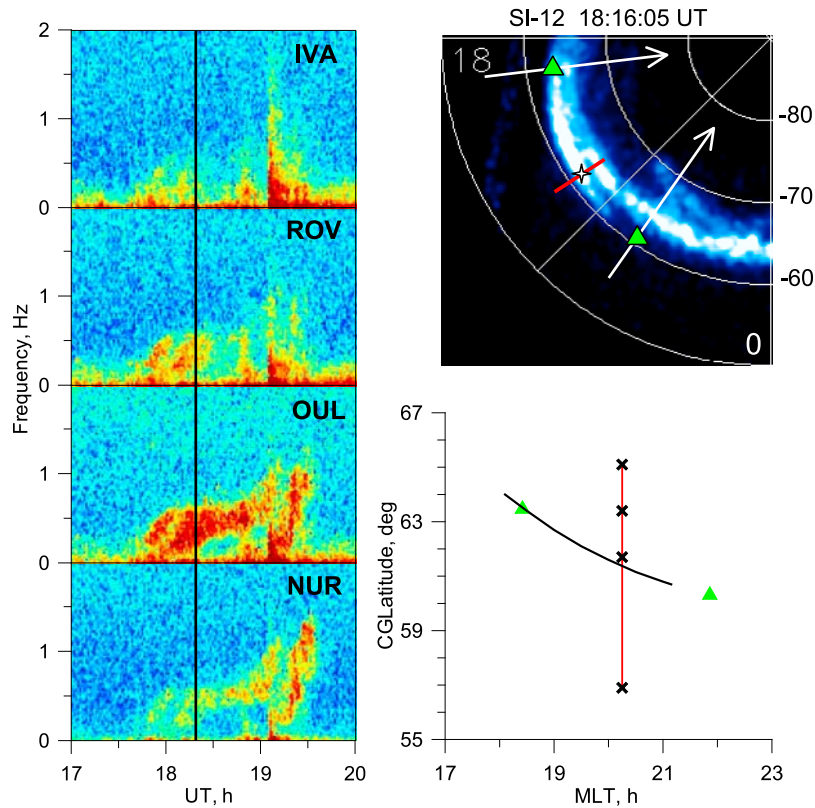 SI-12 18:16:05 UT
2
IVA
1
0
ROV
1
0
OUL
1
0
NUR
1
0
17
18
19
20
UT, h
Frequency, Hz
18
-80
-70
-60
0
67
63
59
55
CGLatitude, deg
17
19
21
23
MLT, h